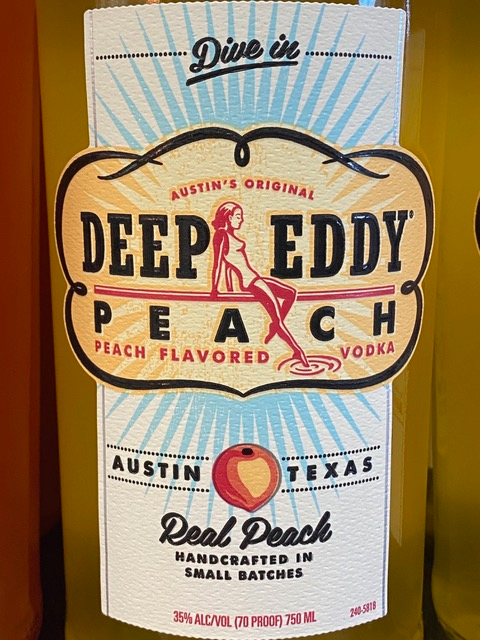 Dive in
AUSTIN'S ORIGINAL
DEEP EDDY®
PEACH
PEACH FLAVORED VODKA
AUSTIN TEXAS
Real Peach
HANDCRAFTED IN
SMALL BATCHES
35% ALC/VOL (70 PROOF) 750 ML 240-5818